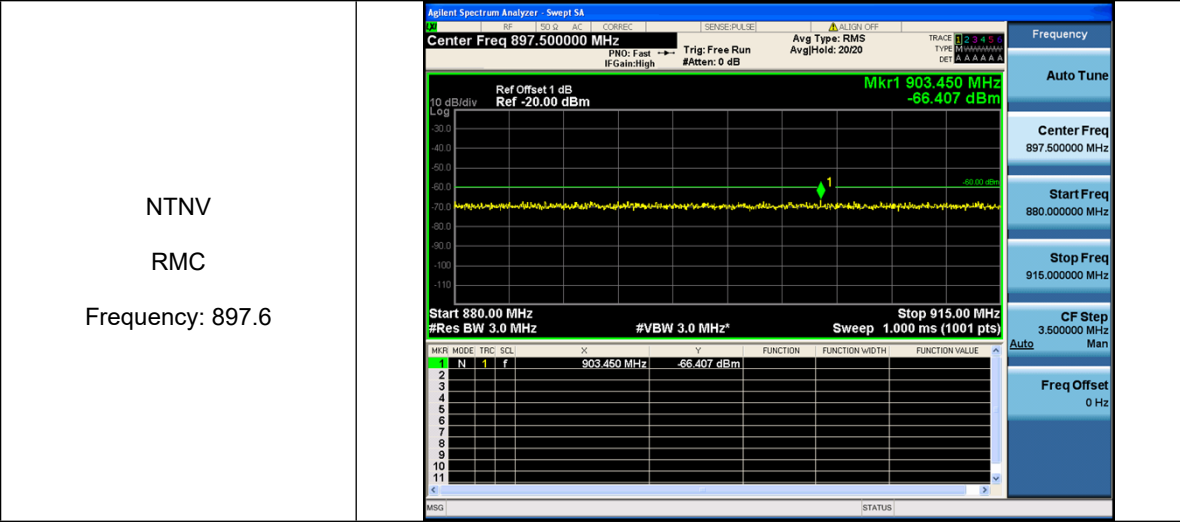 NTNV
RMC
Frequency: 897.6
Agilent Spectrum Analyzer - Swept SA
RF 50 Ω AC CORREC SENSE:PULSE ALIGN OFF
Center Freq 897.500000 MHz
PNO: Fast
IFGain:High
Trig: Free Run
#Atten: 0 dB
Avg Type: RMS
Avg|Hold: 20/20
TRACE 1 2 3 4 5 6
TYPE
DET A A A A A A
Mkr1 903.450 MHz
-66.407 dBm
Ref Offset 1 dB
10 dB/div Ref -20.00 dBm
Log
-30.0
-40.0
-50.0
-60.0
-70.0
-80.0
-90.0
-100
-110
1
-60.00 dBm
Start 880.00 MHz Stop 915.00 MHz
#Res BW 3.0 MHz #VBW 3.0 MHz* Sweep 1.000 ms (1001 pts)
MKR MODE TRC SCL X Y FUNCTION FUNCTION WIDTH FUNCTION VALUE
1 N 1 f 903.450 MHz -66.407 dBm
2
3
4
5
6
7
8
9
10
11
MSG STATUS
Frequency
Auto Tune
Center Freq
897.500000 MHz
Start Freq
880.000000 MHz
Stop Freq
915.000000 MHz
CF Step
3.500000 MHz
Auto Man
Freq Offset
0 Hz